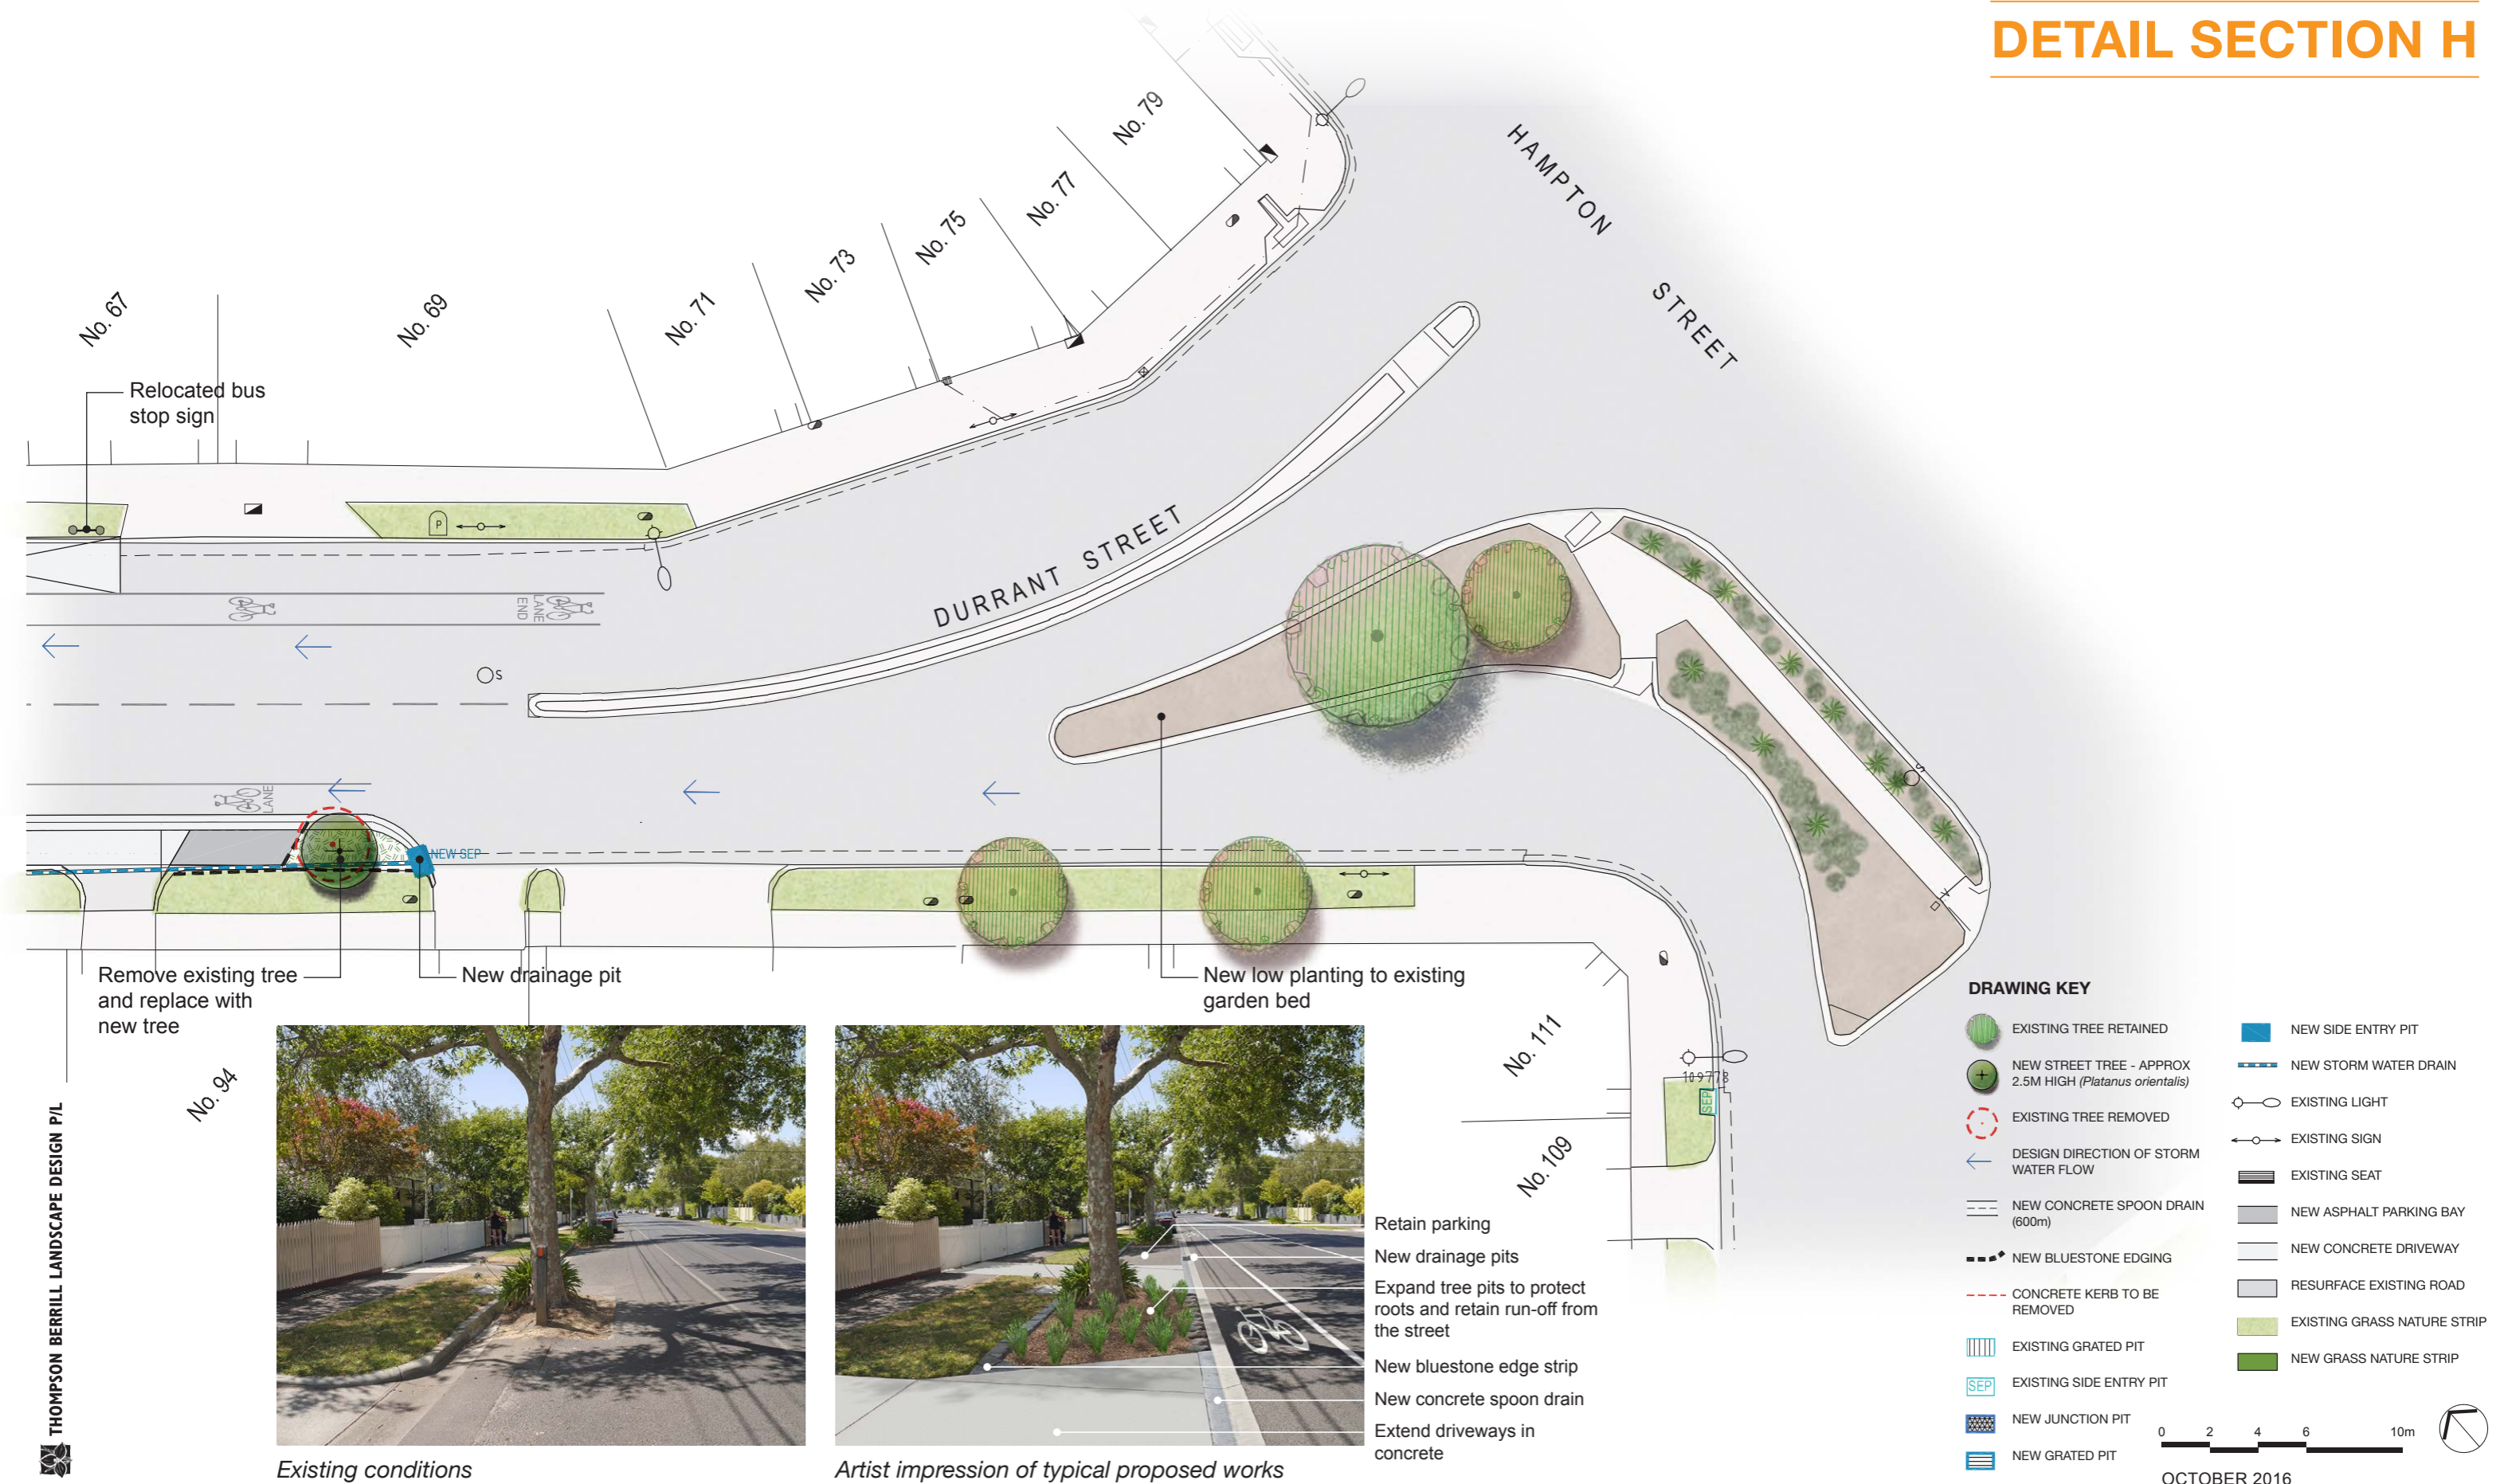 DETAIL SECTION H
HAMPTON
STREET
No. 79
No. 77
No. 75
No. 73
No. 71
No. 69
No. 67
Relocated bus
stop sign
P
DURRANT STREET
LANE
END
S
S
LANE
NEW SEP
Remove existing tree
and replace with
new tree
New drainage pit
New low planting to existing
garden bed
No. 94
No. 111
No. 109
109778
SEP
THOMPSON BERRILL LANDSCAPE DESIGN P/L
Existing conditions
Artist impression of typical proposed works
Retain parking
New drainage pits
Expand tree pits to protect
roots and retain run-off from
the street
New bluestone edge strip
New concrete spoon drain
Extend driveways in
concrete
DRAWING KEY
EXISTING TREE RETAINED
NEW STREET TREE - APPROX
2.5M HIGH (Platanus orientalis)
EXISTING TREE REMOVED
DESIGN DIRECTION OF STORM
WATER FLOW
NEW CONCRETE SPOON DRAIN
(600m)
NEW BLUESTONE EDGING
CONCRETE KERB TO BE
REMOVED
EXISTING GRATED PIT
SEP EXISTING SIDE ENTRY PIT
NEW JUNCTION PIT
NEW GRATED PIT
NEW SIDE ENTRY PIT
NEW STORM WATER DRAIN
EXISTING LIGHT
EXISTING SIGN
EXISTING SEAT
NEW ASPHALT PARKING BAY
NEW CONCRETE DRIVEWAY
RESURFACE EXISTING ROAD
EXISTING GRASS NATURE STRIP
NEW GRASS NATURE STRIP
0 2 4 6 10m
OCTOBER 2016